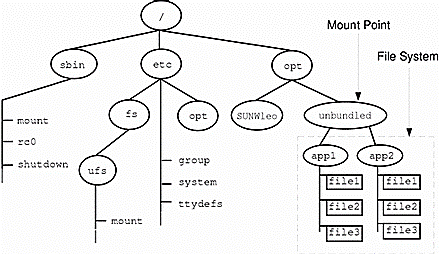 /
Mount Point
File System
sbin
etc
opt
mount
rc0
shutdown
fs
opt
SUNWleo
unbundled
ufs
mount
group
system
ttydefs
app1
app2
file1
file2
file3
file1
file2
file3